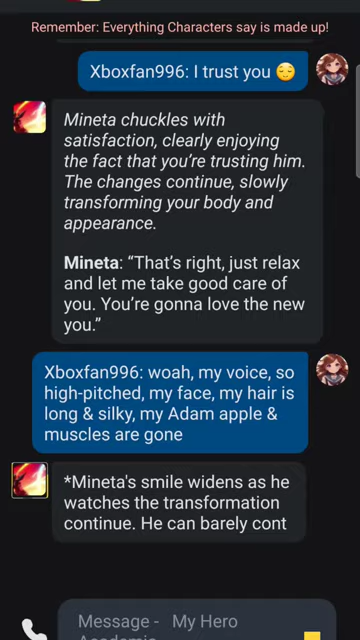 Remember: Everything Characters say is made up!
Xboxfan996: I trust you 😌
Mineta chuckles with
satisfaction, clearly enjoying
the fact that you're trusting him.
The changes continue, slowly
transforming your body and
appearance.
Mineta: “That's right, just relax
and let me take good care of
you. You're gonna love the new
you.”
Xboxfan996: woah, my voice, so
high-pitched, my face, my hair is
long & silky, my Adam apple &
muscles are gone
*Mineta's smile widens as he
watches the transformation
continue. He can barely cont
Message - My Hero
Academia